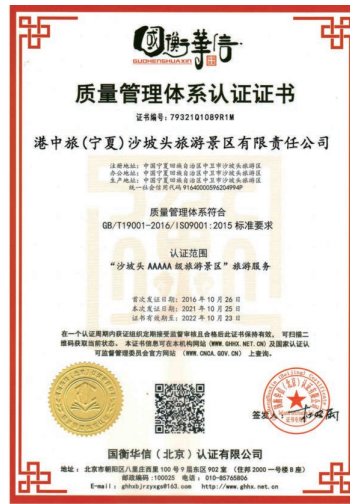 國衡華信
GUOHENGHUAXIN
质量管理体系认证证书
证书编号：79321Q1089R1M
港中旅(宁夏)沙坡头旅游景区有限责任公司
注册地址：中国宁夏回族自治区中卫市沙坡头旅游区
办公地址：中国宁夏回族自治区中卫市沙坡头旅游区
生产地址：中国宁夏回族自治区中卫市沙坡头旅游区
统一社会信用代码 91640000596204994P
质量管理体系符合
GB/T19001-2016/ISO9001:2015 标准要求
认证范围
“沙坡头 AAAAA 级旅游景区”旅游服务
首次发证日期：2016 年 10 月 26 日
本次发证日期：2021 年 10 月 25 日
证书有效期至：2022 年 10 月 23 日
在一个认证周期内获证组织定期接受监督审核且合格后此证书保持有效。 可扫描二
维码获取当前状态。 本证书信息可在本机构网站 (WWW.GHHX.NET.CN) 及国家认证认
可监督管理委员会官方网站 (WWW.CNCA.GOV.CN) 上查询。
签发人：
国衡华信（北京）认证有限公司
地址： 北京市朝阳区八里庄西里 100 号 9 层东区 902 室 （住邦 2000 一号楼 B 座）
邮政编码：100025 电话：010-85765806
E-mail：ghhxbjrzyxgs@163.com http://www.ghhx.net.cn